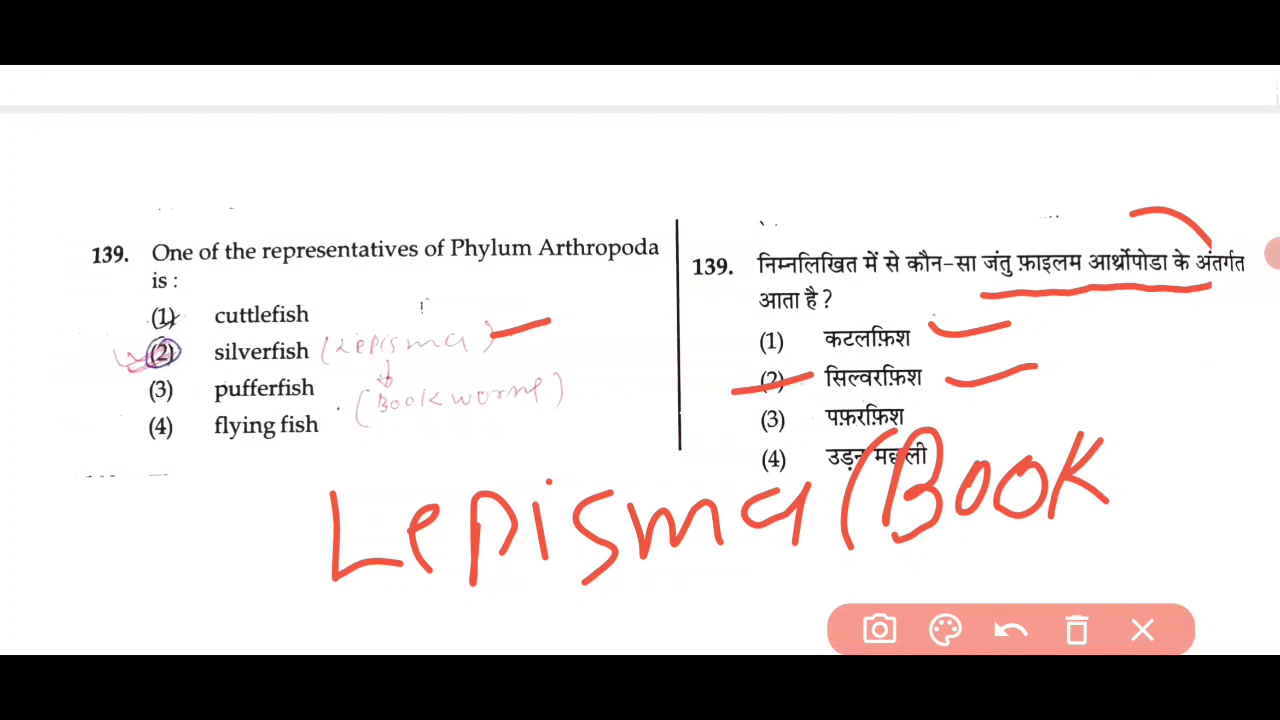 139. One of the representatives of Phylum Arthropoda
is :
(1) cuttlefish
(2) silverfish (Lepisma)
(3) pufferfish (Book worm)
(4) flying fish
139. निम्नलिखित में से कौन-सा जंतु फ़ाइलम आर्थ्रोपोडा के अंतर्गत
आता है ?
(1) कटलफ़िश
(2) सिल्वरफ़िश
(3) पफ़रफ़िश
(4) उड़न मछली
Lepisma (Book